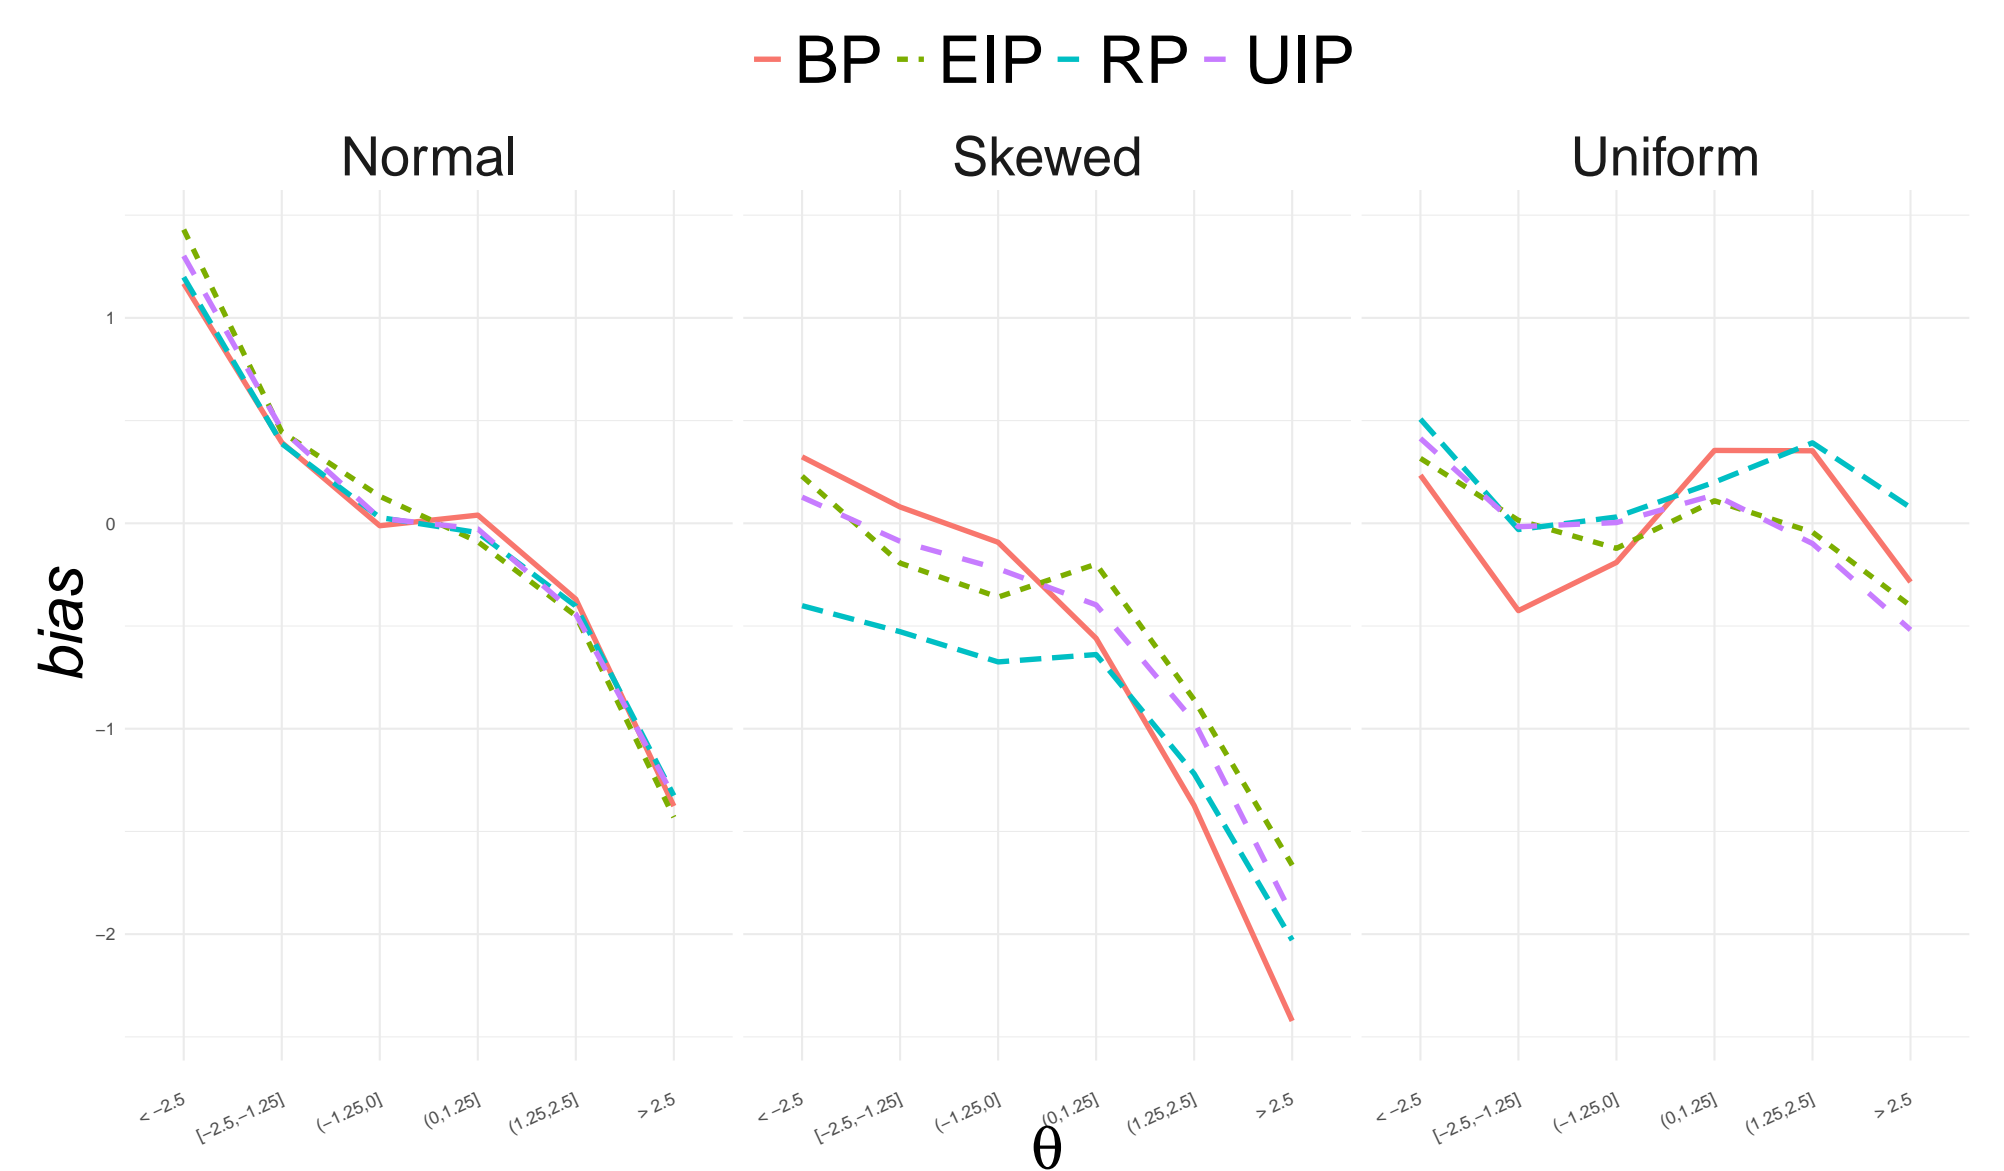 BP EIP RP UIP
Normal Skewed Uniform
1
0
−1
−2
bias
< −2.5 [−2.5,−1.25] (−1.25,0] (0,1.25] (1.25,2.5] > 2.5 < −2.5 [−2.5,−1.25] (−1.25,0] (0,1.25] (1.25,2.5] > 2.5 < −2.5 [−2.5,−1.25] (−1.25,0] (0,1.25] (1.25,2.5] > 2.5
θ